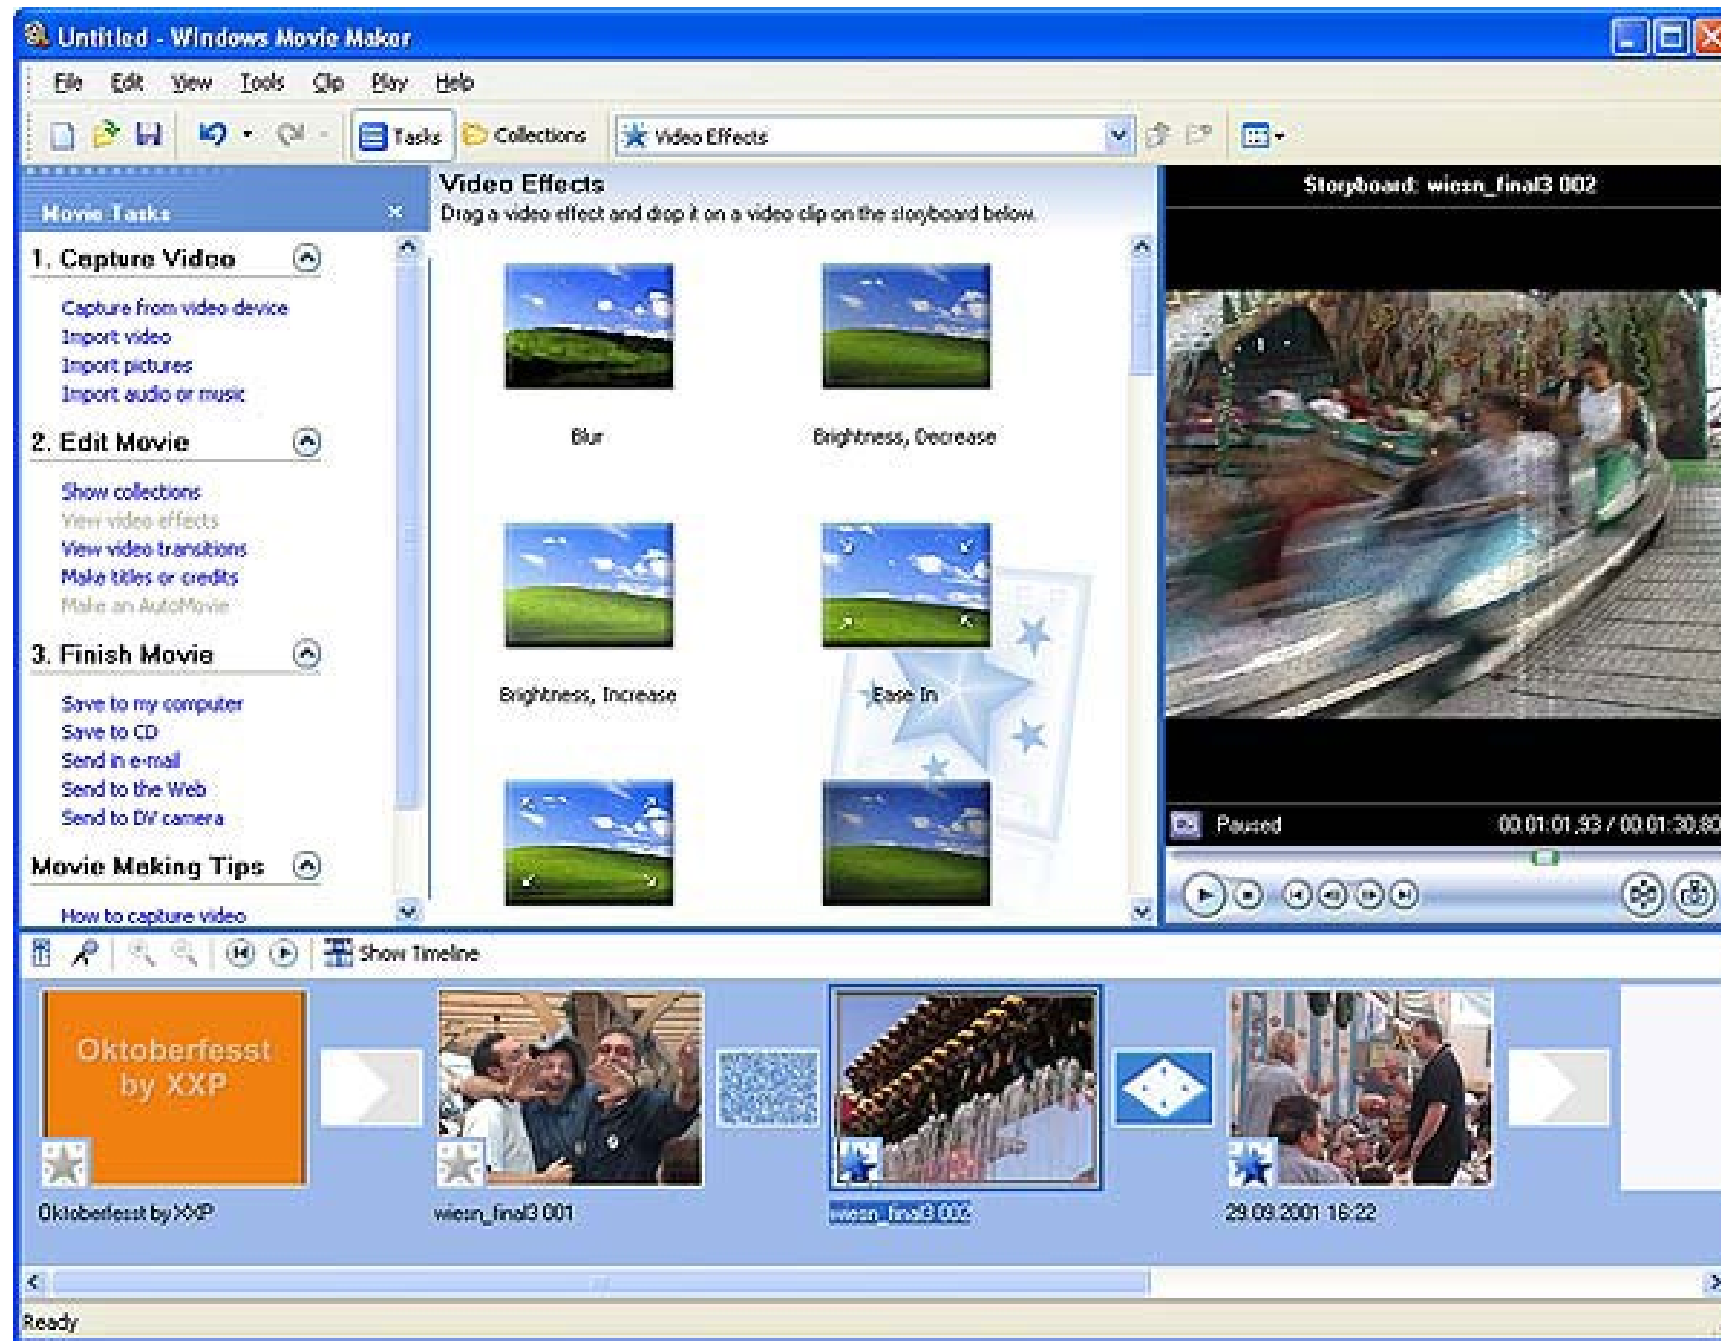 Untitled - Windows Movie Maker
File Edit View Tools Clip Play Help
Tasks Collections Video Effects
Movie Tasks
1. Capture Video
Capture from video device
Import video
Import pictures
Import audio or music
2. Edit Movie
Show collections
View video effects
View video transitions
Make titles or credits
Make an AutoMovie
3. Finish Movie
Save to my computer
Save to CD
Send in e-mail
Send to the Web
Send to DV camera
Movie Making Tips
How to capture video
Video Effects
Drag a video effect and drop it on a video clip on the storyboard below.
Blur
Brightness, Decrease
Brightness, Increase
Ease In
Storyboard: wiesn_final3 002
Paused 00:01:01.93 / 00:01:30.80
Show Timeline
Oktoberfesst
by XXP
Oktoberfesst by XXP
wiesn_final3 001
wiesn_final3 002
29.09.2001 16:22
Ready